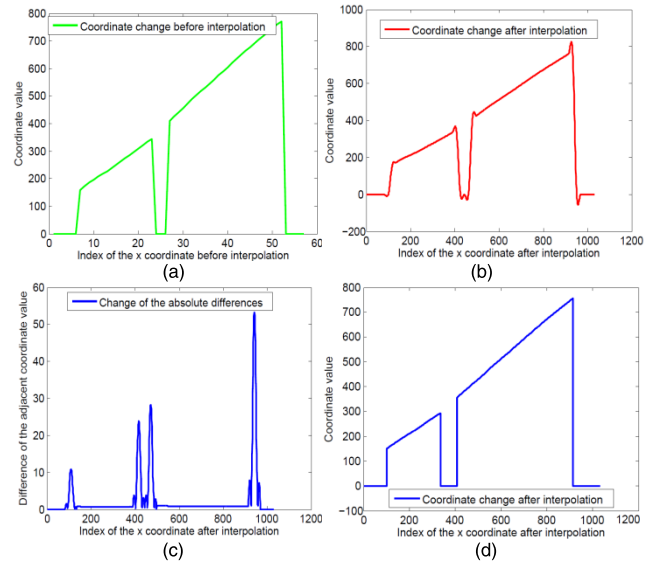 800
700
600
500
400
300
200
100
0
0 10 20 30 40 50 60
Coordinate value
Coordinate change before interpolation
Index of the x coordinate before interpolation
(a)
1000
800
600
400
200
0
−200
0 200 400 600 800 1000 1200
Coordinate value
Coordinate change after interpolation
Index of the x coordinate after interpolation
(b)
60
50
40
30
20
10
0
0 200 400 600 800 1000 1200
Difference of the adjacent coordinate value
Change of the absolute differences
Index of the x coordinate after interpolation
(c)
800
700
600
500
400
300
200
100
0
−100
0 200 400 600 800 1000 1200
Coordinate value
Coordinate change after interpolation
Index of the x coordinate after interpolation
(d)